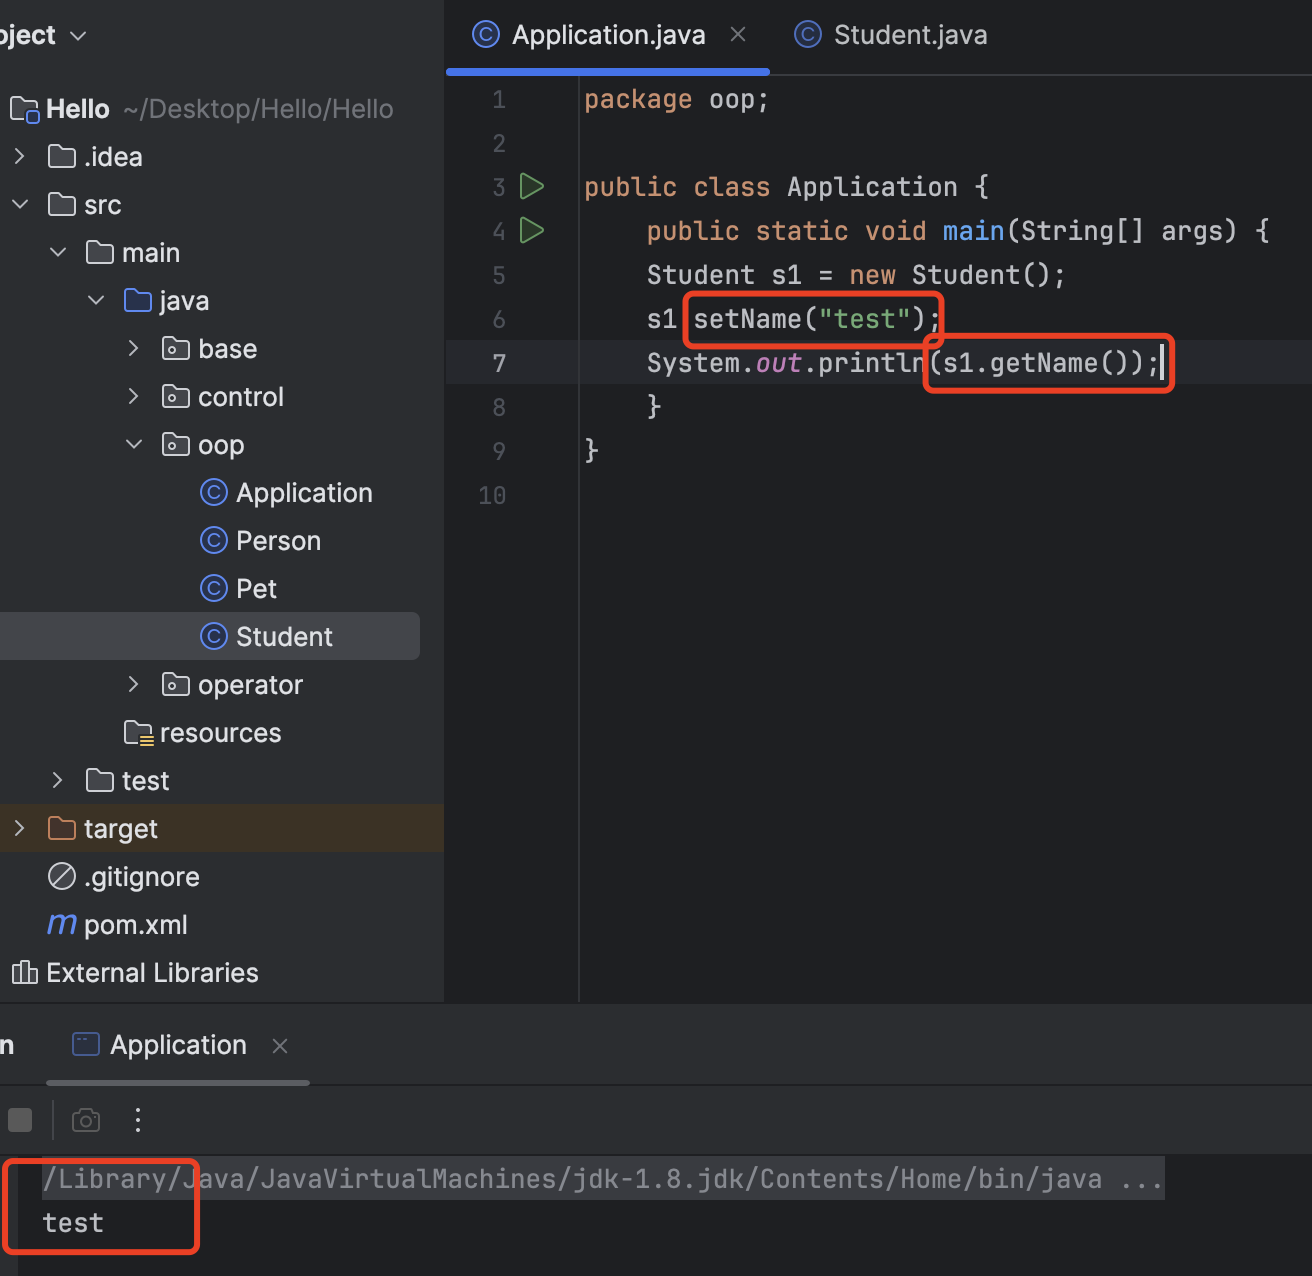 oject
Hello ~/Desktop/Hello/Hello
.idea
src
main
java
base
control
oop
Application
Person
Pet
Student
operator
resources
test
target
.gitignore
m pom.xml
External Libraries
Application.java Student.java
1 package oop;
2
3 public class Application {
4 public static void main(String[] args) {
5 Student s1 = new Student();
6 s1 setName("test");
7 System.out.println(s1.getName());
8 }
9 }
10
n Application
/Library/Java/JavaVirtualMachines/jdk-1.8.jdk/Contents/Home/bin/java ...
test